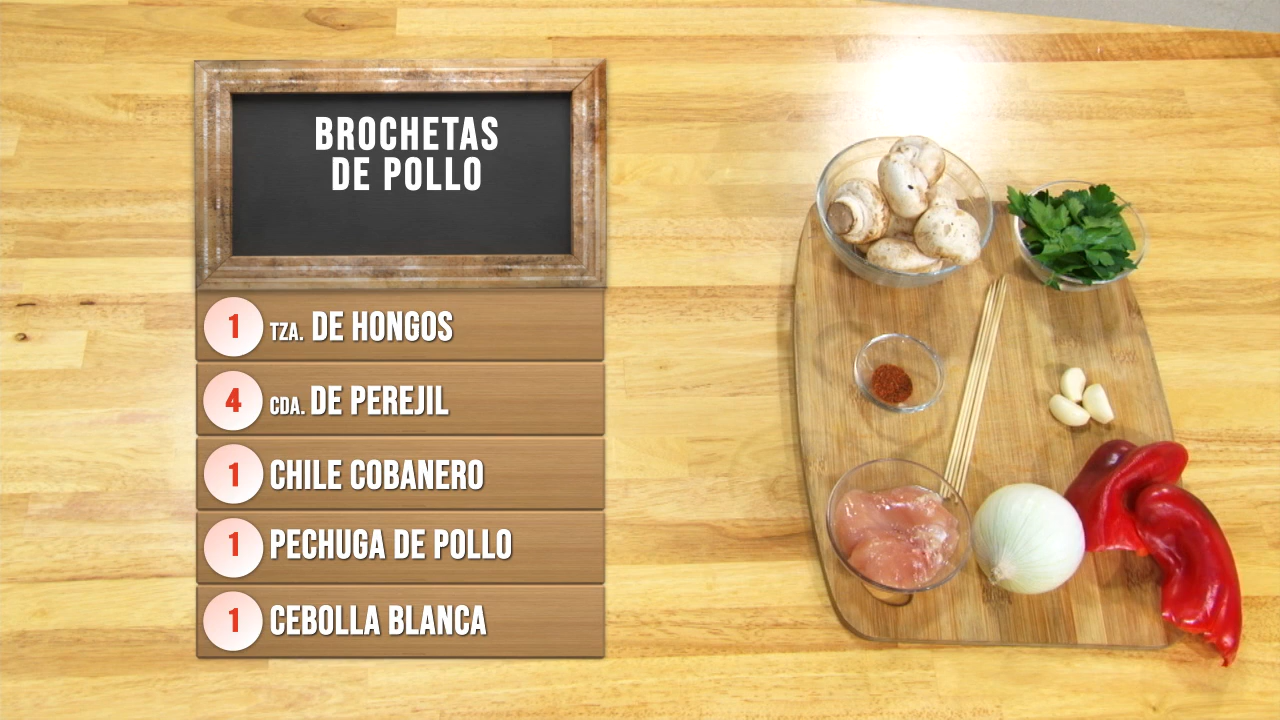 BROCHETAS
DE POLLO
1 TZA. DE HONGOS
4 CDA. DE PEREJIL
1 CHILE COBANERO
1 PECHUGA DE POLLO
1 CEBOLLA BLANCA